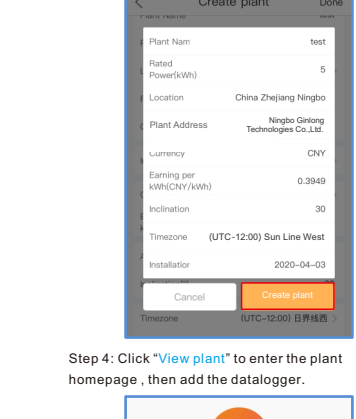 Create plant Done
Plant Nam test
Rated
Power(kWh) 5
Location China Zhejiang Ningbo
Plant Address Ningbo Ginlong
Technologies Co.,Ltd.
Currency CNY
Earning per
kWh(CNY/kWh) 0.3949
Inclination 30
Timezone (UTC-12:00) Sun Line West
Installation 2020-04-03
Cancel Create plant
Timezone (UTC-12:00) 日界线西
Step 4: Click “View plant” to enter the plant
homepage , then add the datalogger.